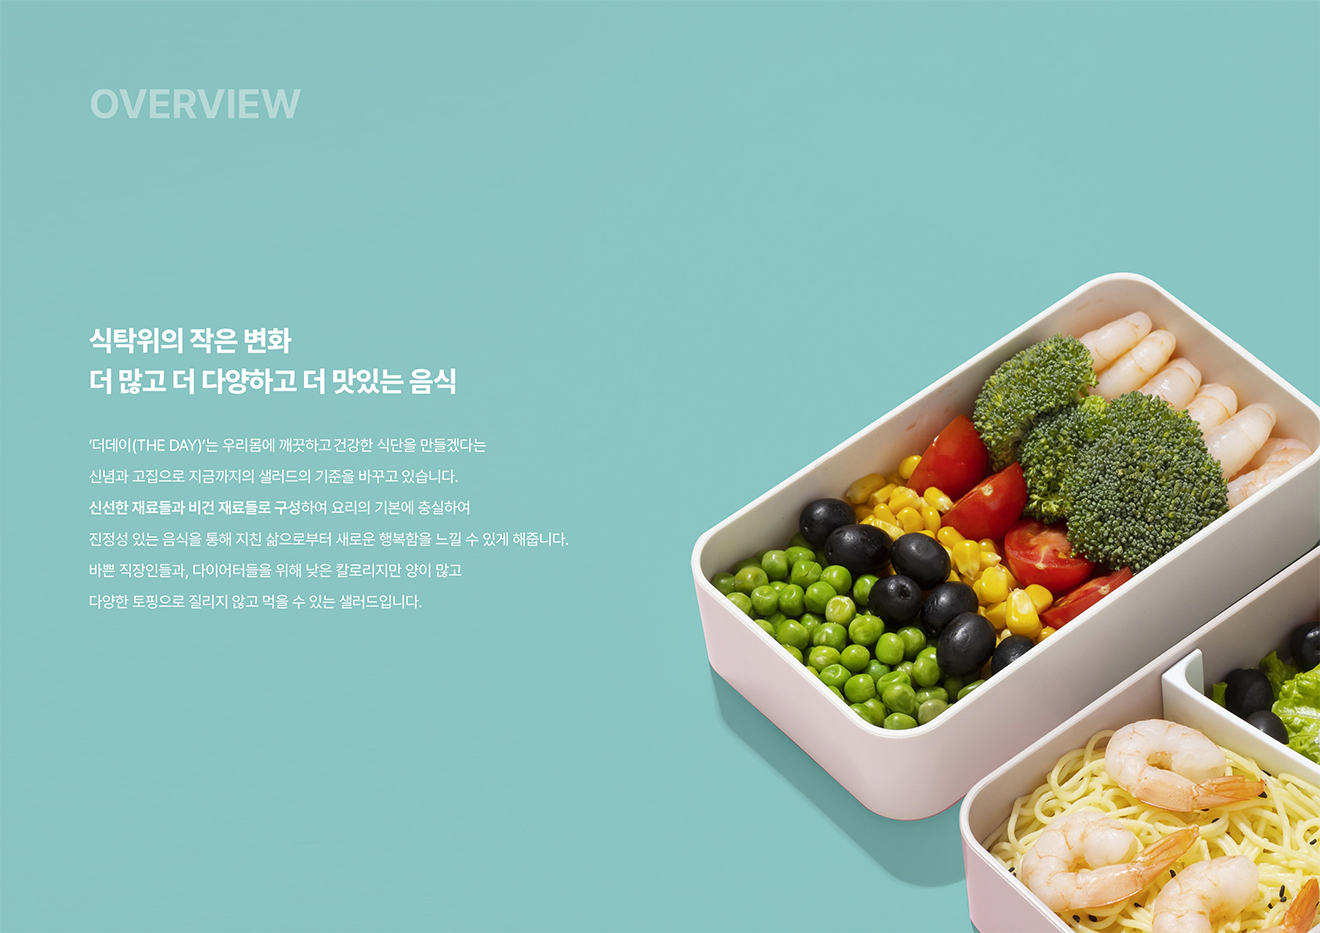 OVERVIEW
식탁위의 작은 변화
더 많고 더 다양하고 더 맛있는 음식
'더데이(THE DAY)'는 우리몸에 깨끗하고 건강한 식단을 만들겠다는
신념과 고집으로 지금까지의 샐러드의 기준을 바꾸고 있습니다.
신선한 재료들과 비건 재료들로 구성하여 요리의 기본에 충실하여
진정성 있는 음식을 통해 지친 삶으로부터 새로운 행복함을 느낄 수 있게 해줍니다.
바쁜 직장인들과, 다이어터들을 위해 낮은 칼로리지만 양이 많고
다양한 토핑으로 질리지 않고 먹을 수 있는 샐러드입니다.